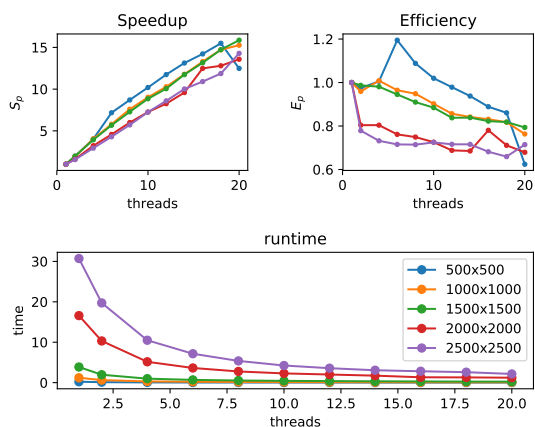 Speedup
Efficiency
15
10
5
S_p
0
10
20
threads
1.2
1.0
0.8
0.6
E_p
0
10
20
threads
runtime
30
20
10
0
time
500x500
1000x1000
1500x1500
2000x2000
2500x2500
2.5
5.0
7.5
10.0
12.5
15.0
17.5
20.0
threads